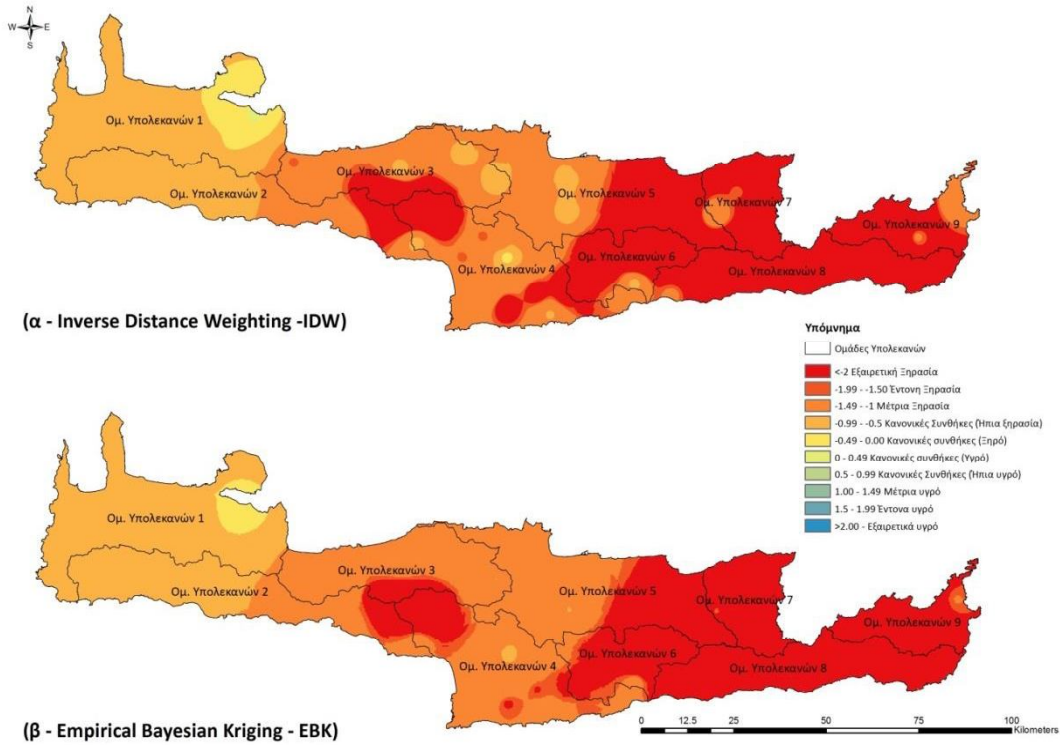 N
W E
S
Ομ. Υπολεκανών 1
Ομ. Υπολεκανών 2
Ομ. Υπολεκανών 3
Ομ. Υπολεκανών 4
Ομ. Υπολεκανών 5
Ομ. Υπολεκανών 6
Ομ. Υπολεκανών 7
Ομ. Υπολεκανών 8
Ομ. Υπολεκανών 9
(α - Inverse Distance Weighting -IDW)
Υπόμνημα
Ομάδες Υπολεκανών
<-2 Εξαιρετική Ξηρασία
-1.99 - -1.50 Έντονη Ξηρασία
-1.49 - -1 Μέτρια Ξηρασία
-0.99 - -0.5 Κανονικές Συνθήκες (Ήπια ξηρασία)
-0.49 - 0.00 Κανονικές συνθήκες (Ξηρό)
0 - 0.49 Κανονικές συνθήκες (Υγρό)
0.5 - 0.99 Κανονικές Συνθήκες (Ήπια υγρό)
1.00 - 1.49 Μέτρια υγρό
1.5 - 1.99 Έντονα υγρό
>2.00 - Εξαιρετικά υγρό
Ομ. Υπολεκανών 1
Ομ. Υπολεκανών 2
Ομ. Υπολεκανών 3
Ομ. Υπολεκανών 4
Ομ. Υπολεκανών 5
Ομ. Υπολεκανών 6
Ομ. Υπολεκανών 7
Ομ. Υπολεκανών 8
Ομ. Υπολεκανών 9
(β - Empirical Bayesian Kriging - EBK)
0 12.5 25 50 75 100
Kilometers